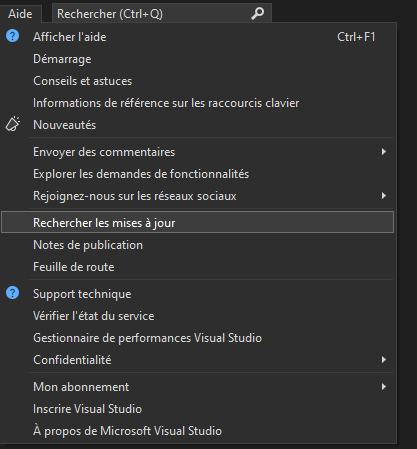 Aide Rechercher (Ctrl+Q)
Afficher l'aide Ctrl+F1
Démarrage
Conseils et astuces
Informations de référence sur les raccourcis clavier
Nouveautés
Envoyer des commentaires
Explorer les demandes de fonctionnalités
Rejoignez-nous sur les réseaux sociaux
Rechercher les mises à jour
Notes de publication
Feuille de route
Support technique
Vérifier l'état du service
Gestionnaire de performances Visual Studio
Confidentialité
Mon abonnement
Inscrire Visual Studio
À propos de Microsoft Visual Studio